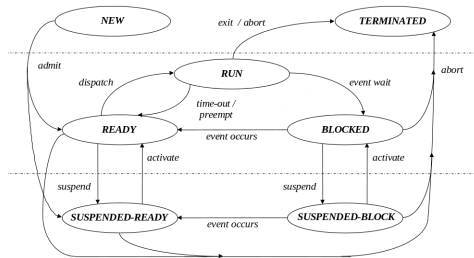 NEW
exit / abort
TERMINATED
admit
dispatch
RUN
event wait
abort
time-out /
preempt
READY
event occurs
BLOCKED
activate
activate
suspend
suspend
SUSPENDED-READY
event occurs
SUSPENDED-BLOCK